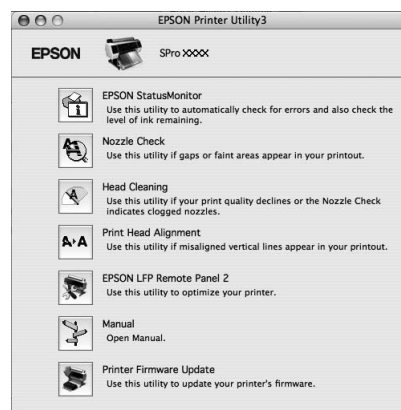 EPSON Printer Utility3
EPSON
SPro XXXX
EPSON StatusMonitor
Use this utility to automatically check for errors and also check the
level of ink remaining.
Nozzle Check
Use this utility if gaps or faint areas appear in your printout.
Head Cleaning
Use this utility if your print quality declines or the Nozzle Check
indicates clogged nozzles.
Print Head Alignment
Use this utility if misaligned vertical lines appear in your printout.
EPSON LFP Remote Panel 2
Use this utility to optimize your printer.
Manual
Open Manual.
Printer Firmware Update
Use this utility to update your printer's firmware.